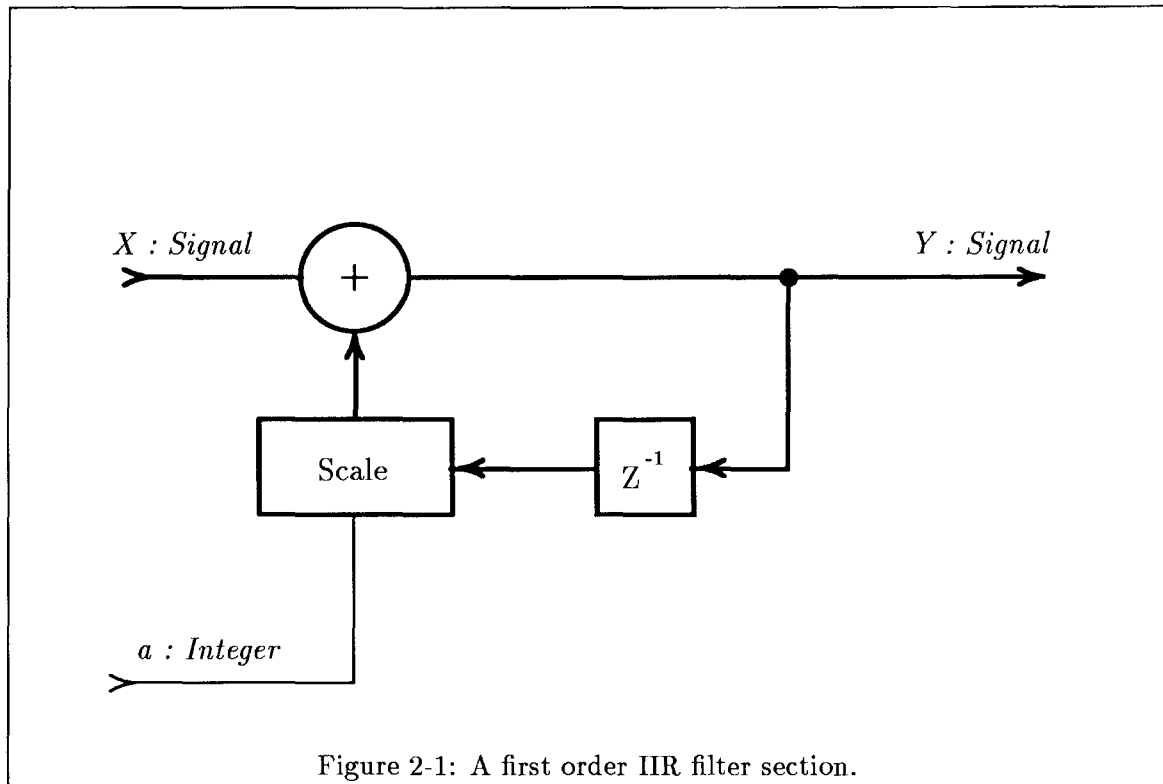 X : Signal
Y : Signal
+
Scale
Z^-1
a : Integer
Figure 2-1: A first order IIR filter section.